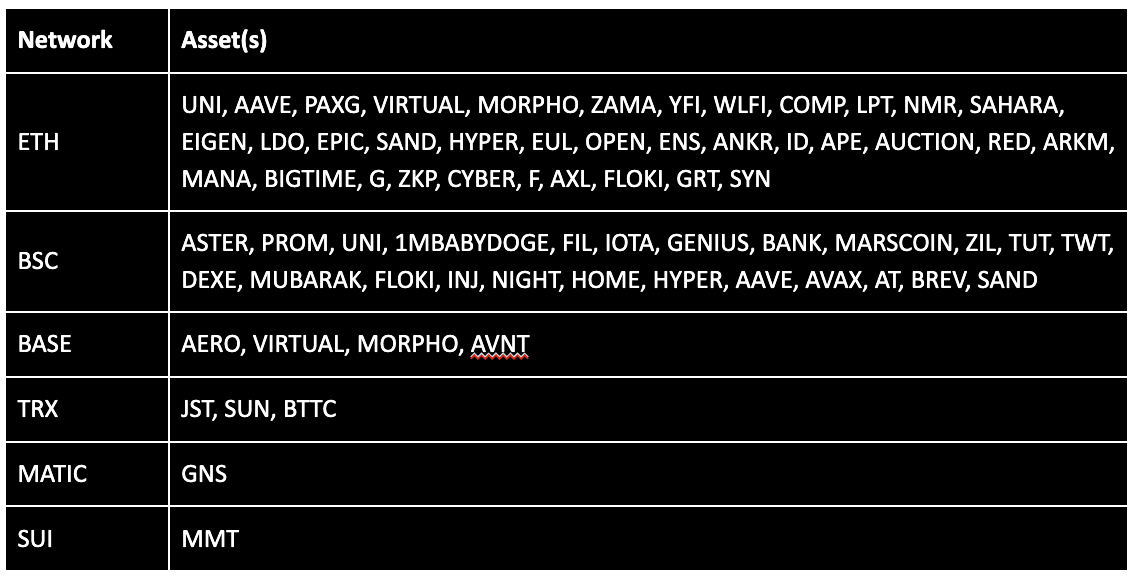 Network Asset(s)
ETH
UNI, AAVE, PAXG, VIRTUAL, MORPHO, ZAMA, YFI, WLFI, COMP, LPT, NMR, SAHARA,
EIGEN, LDO, EPIC, SAND, HYPER, EUL, OPEN, ENS, ANKR, ID, APE, AUCTION, RED, ARKM,
MANA, BIGTIME, G, ZKP, CYBER, F, AXL, FLOKI, GRT, SYN
BSC
ASTER, PROM, UNI, 1MBABYDOGE, FIL, IOTA, GENIUS, BANK, MARSCOIN, ZIL, TUT, TWT,
DEXE, MUBARAK, FLOKI, INJ, NIGHT, HOME, HYPER, AAVE, AVAX, AT, BREV, SAND
BASE AERO, VIRTUAL, MORPHO, AVNT
TRX JST, SUN, BTTC
MATIC GNS
SUI MMT